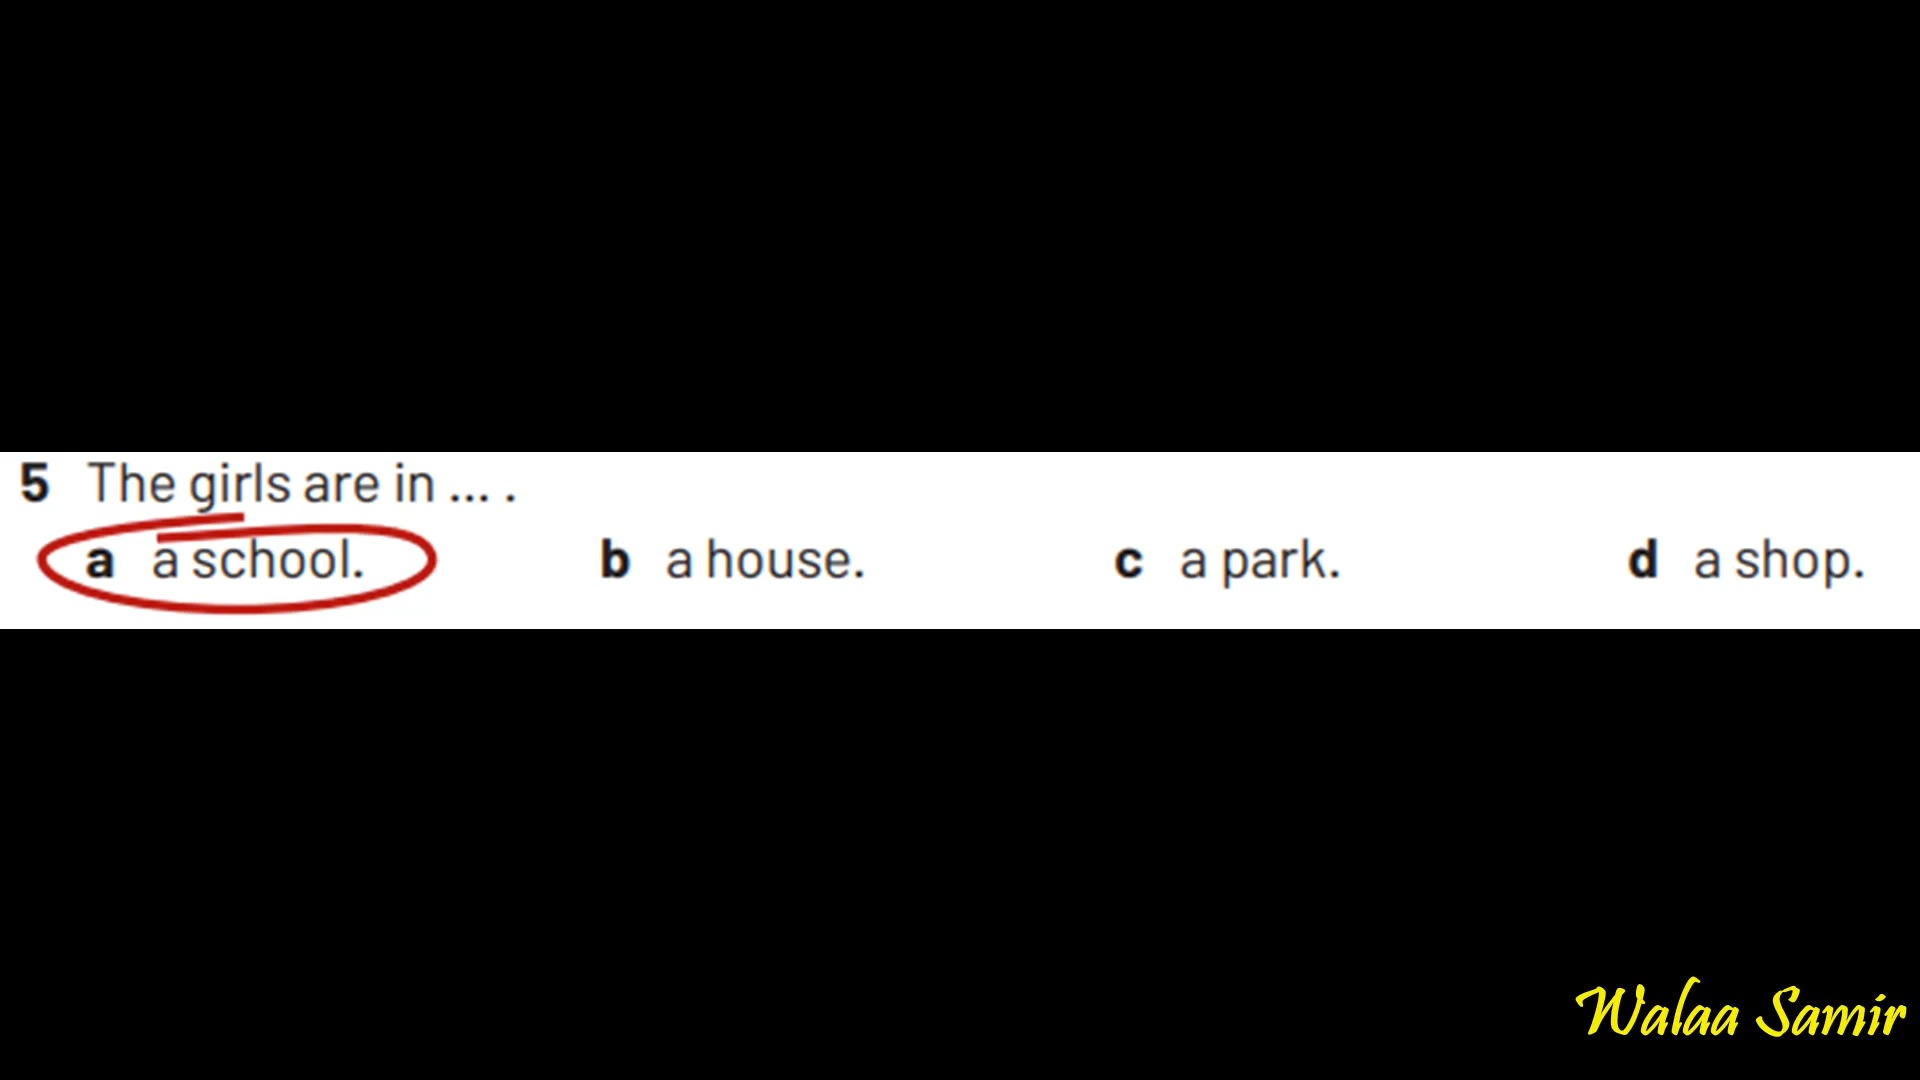 5 The girls are in ... .
a a school. b a house. c a park. d a shop.
Walaa Samir